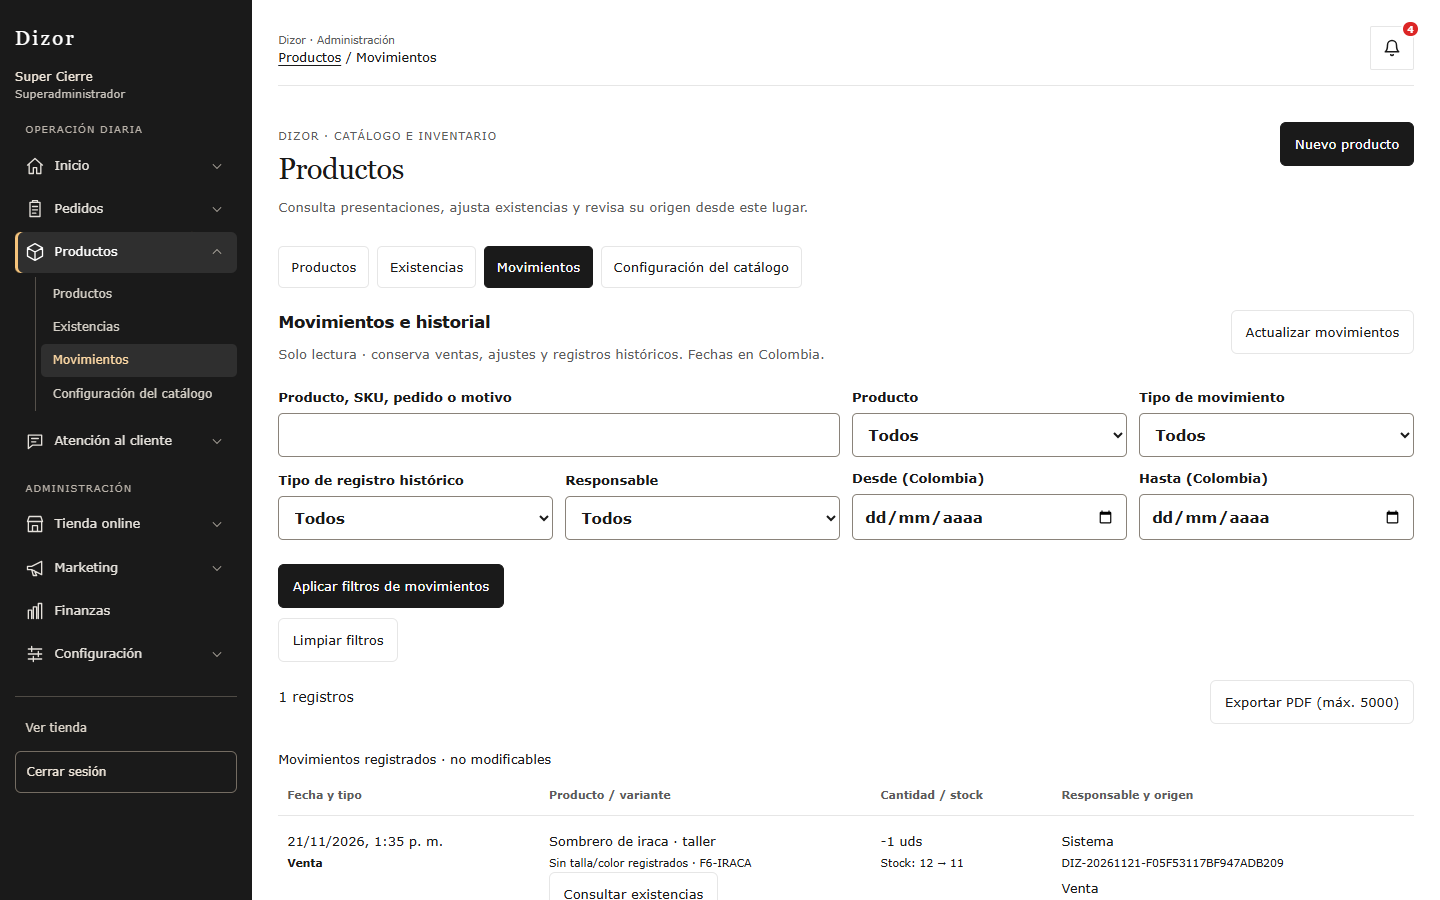 Dizor
Super Cierre
Superadministrador
OPERACIÓN DIARIA
Inicio
Pedidos
Productos
Productos
Existencias
Movimientos
Configuración del catálogo
Atención al cliente
ADMINISTRACIÓN
Tienda online
Marketing
Finanzas
Configuración
Ver tienda
Cerrar sesión
Dizor · Administración
Productos / Movimientos
4
DIZOR · CATÁLOGO E INVENTARIO
Productos
Consulta presentaciones, ajusta existencias y revisa su origen desde este lugar.
Nuevo producto
Productos
Existencias
Movimientos
Configuración del catálogo
Movimientos e historial
Solo lectura · conserva ventas, ajustes y registros históricos. Fechas en Colombia.
Actualizar movimientos
Producto, SKU, pedido o motivo
Producto
Todos
Tipo de movimiento
Todos
Tipo de registro histórico
Todos
Responsable
Todos
Desde (Colombia)
dd/mm/aaaa
Hasta (Colombia)
dd/mm/aaaa
Aplicar filtros de movimientos
Limpiar filtros
1 registros
Exportar PDF (máx. 5000)
Movimientos registrados · no modificables
Fecha y tipo
Producto / variante
Cantidad / stock
Responsable y origen
21/11/2026, 1:35 p. m.
Venta
Sombrero de iraca · taller
Sin talla/color registrados · F6-IRACA
Consultar existencias
-1 uds
Stock: 12 → 11
Sistema
DIZ-20261121-F05F53117BF947ADB209
Venta